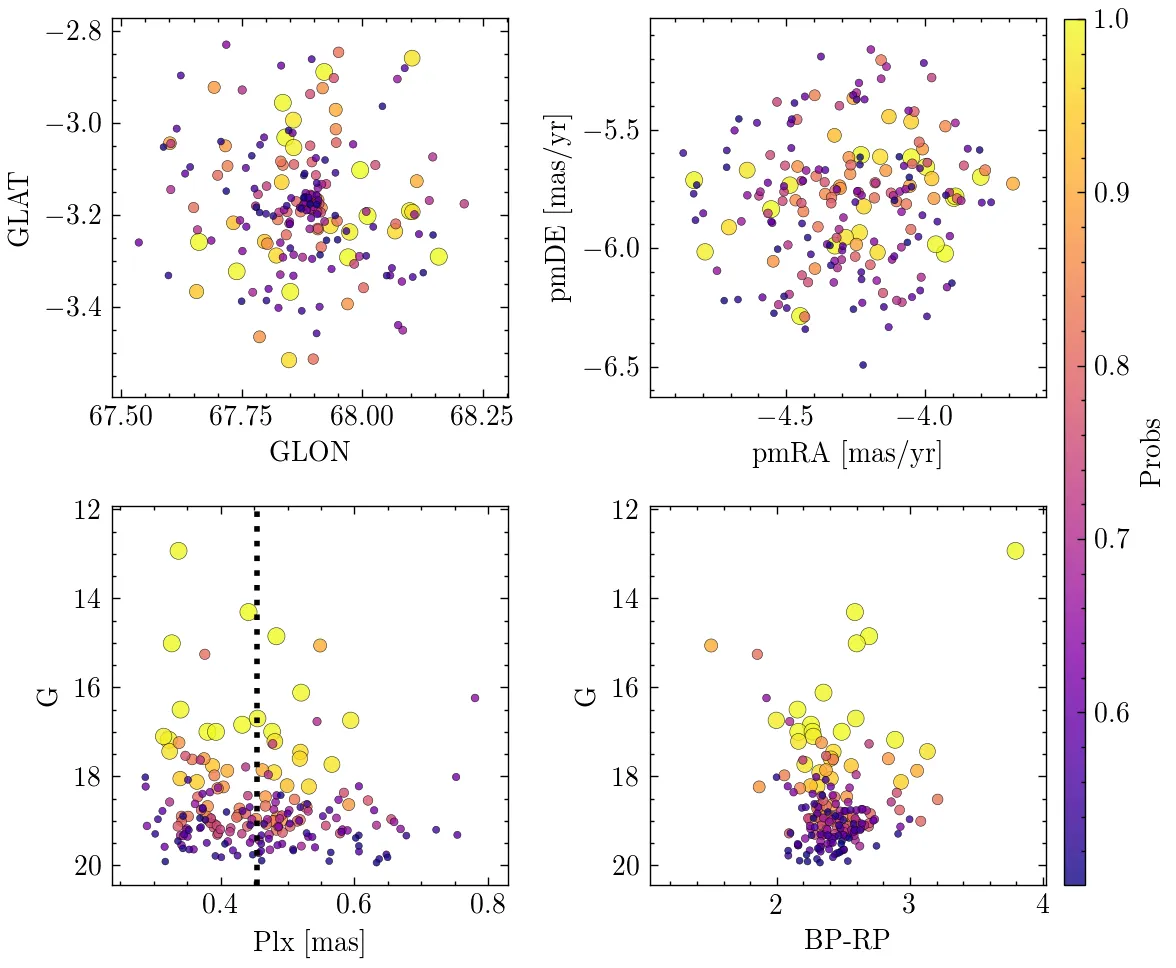 −2.8
−3.0
−3.2
−3.4
GLAT
67.50 67.75 68.00 68.25
GLON
−5.5
−6.0
−6.5
pmDE [mas/yr]
−4.5 −4.0
pmRA [mas/yr]
1.0
0.9
0.8
0.7
0.6
Probs
12
14
16
18
20
G
0.4 0.6 0.8
Plx [mas]
12
14
16
18
20
G
2 3 4
BP-RP